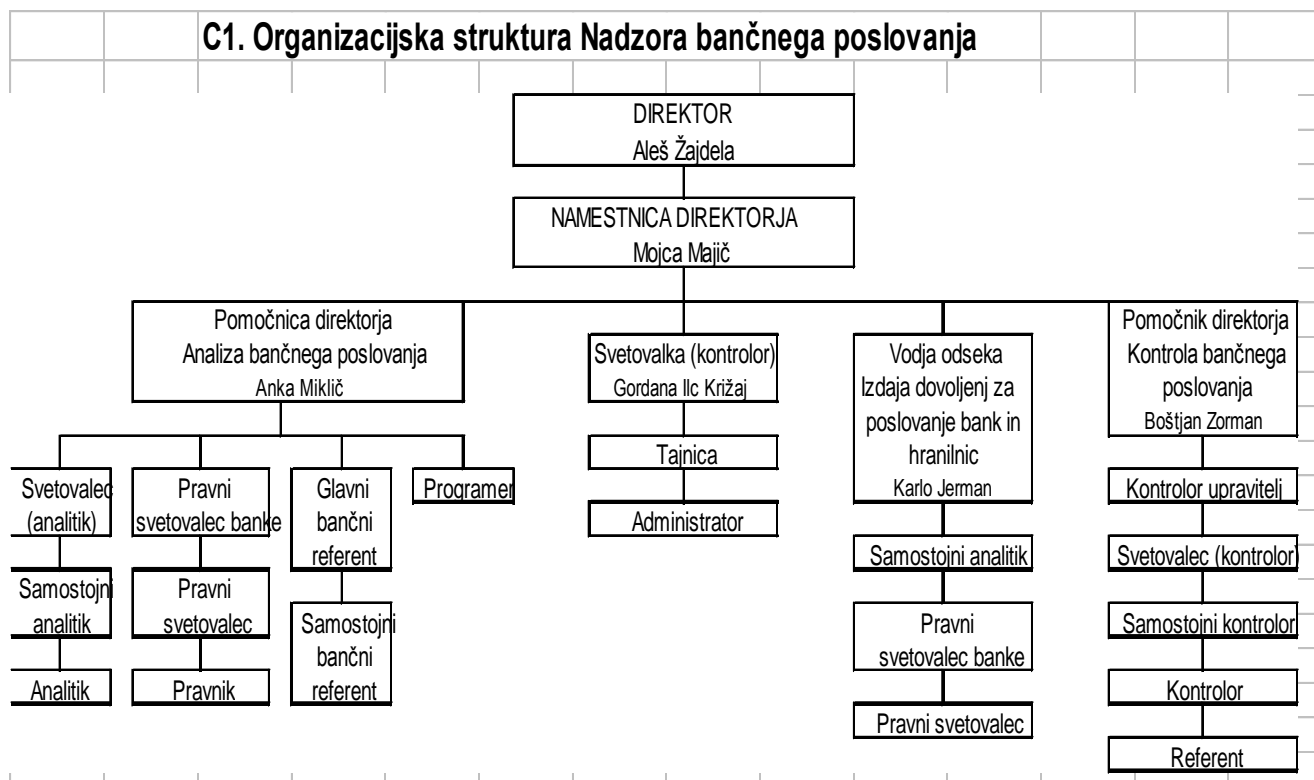 C1. Organizacijska struktura Nadzora bančnega poslovanja
DIREKTOR
Aleš Žajdela
NAMESTNICA DIREKTORJA
Mojca Majič
Pomočnica direktorja
Analiza bančnega poslovanja
Anka Miklič
Svetovalec
(analitik)
Samostojni
analitik
Analitik
Pravni
svetovalec banke
Pravni
svetovalec
Pravnik
Glavni
bančni
referent
Samostojni
bančni
referent
Programer
Svetovalka (kontrolor)
Gordana Ilc Križaj
Tajnica
Administrator
Vodja odseka
Izdaja dovoljenj za
poslovanje bank in
hranilnic
Karlo Jerman
Samostojni analitik
Pravni
svetovalec banke
Pravni svetovalec
Pomočnik direktorja
Kontrola bančnega
poslovanja
Boštjan Zorman
Kontrolor upravitelj
Svetovalec (kontrolor)
Samostojni kontrolor
Kontrolor
Referent